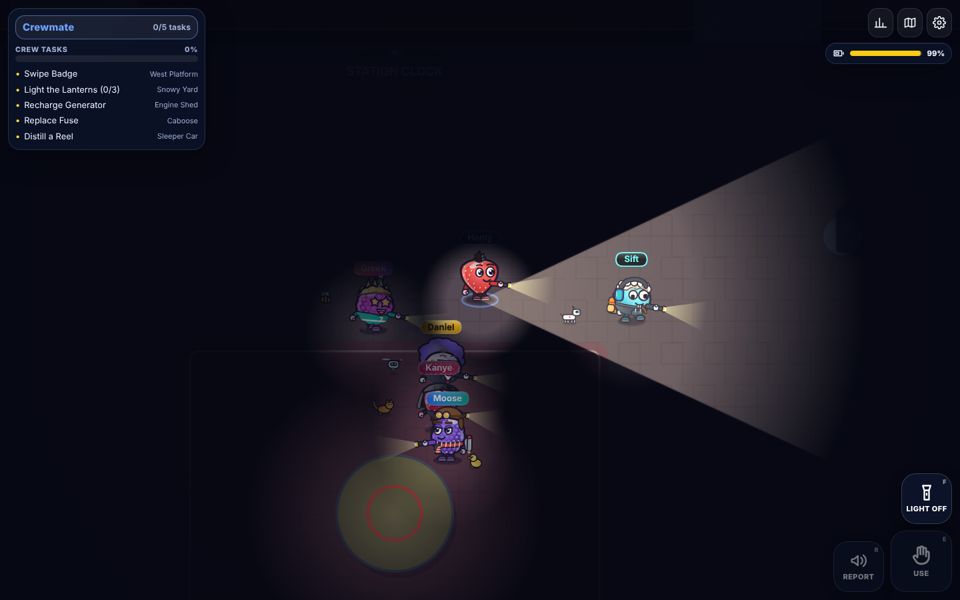 Crewmate 0/5 tasks
CREW TASKS 0%
Swipe Badge West Platform
Light the Lanterns (0/3) Snowy Yard
Recharge Generator Engine Shed
Replace Fuse Caboose
Distill a Reel Sleeper Car
99%
STATION CLOCK
Sift
Daniel
Kanye
Moose
F
LIGHT OFF
R
REPORT
E
USE